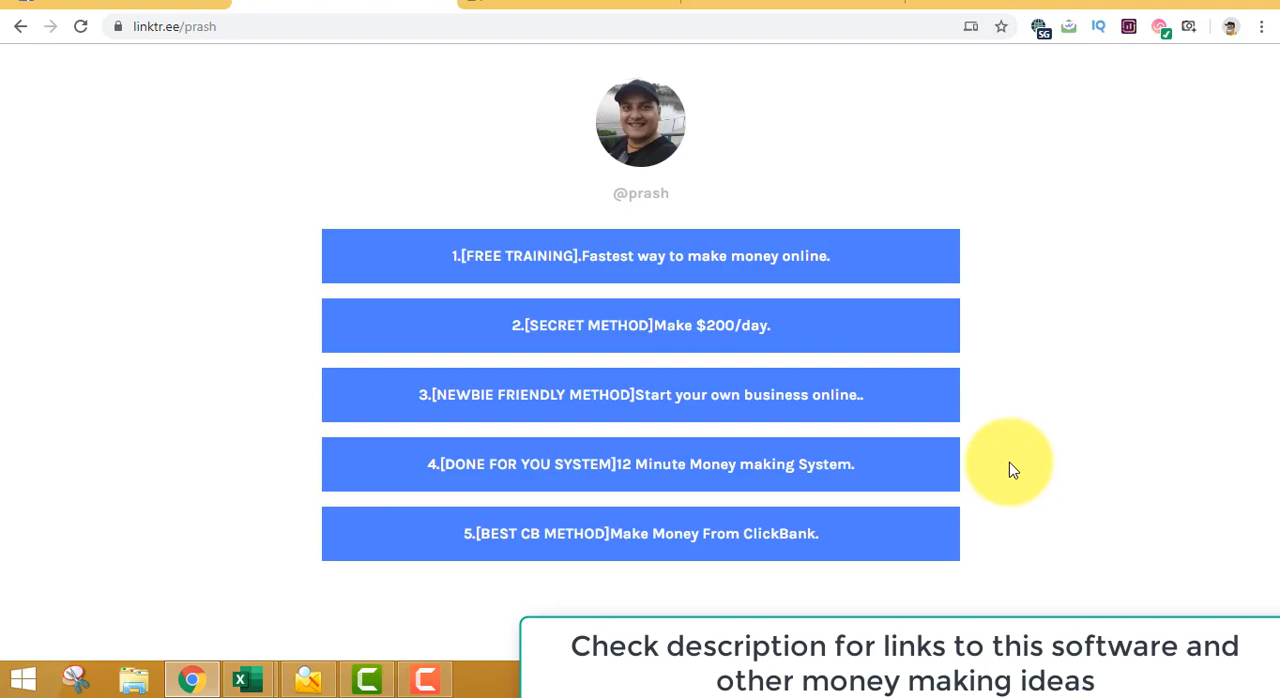 linktr.ee/prash
SG
IQ
@prash
1.[FREE TRAINING].Fastest way to make money online.
2.[SECRET METHOD]Make $200/day.
3.[NEWBIE FRIENDLY METHOD]Start your own business online..
4.[DONE FOR YOU SYSTEM]12 Minute Money making System.
5.[BEST CB METHOD]Make Money From ClickBank.
Check description for links to this software and
other money making ideas